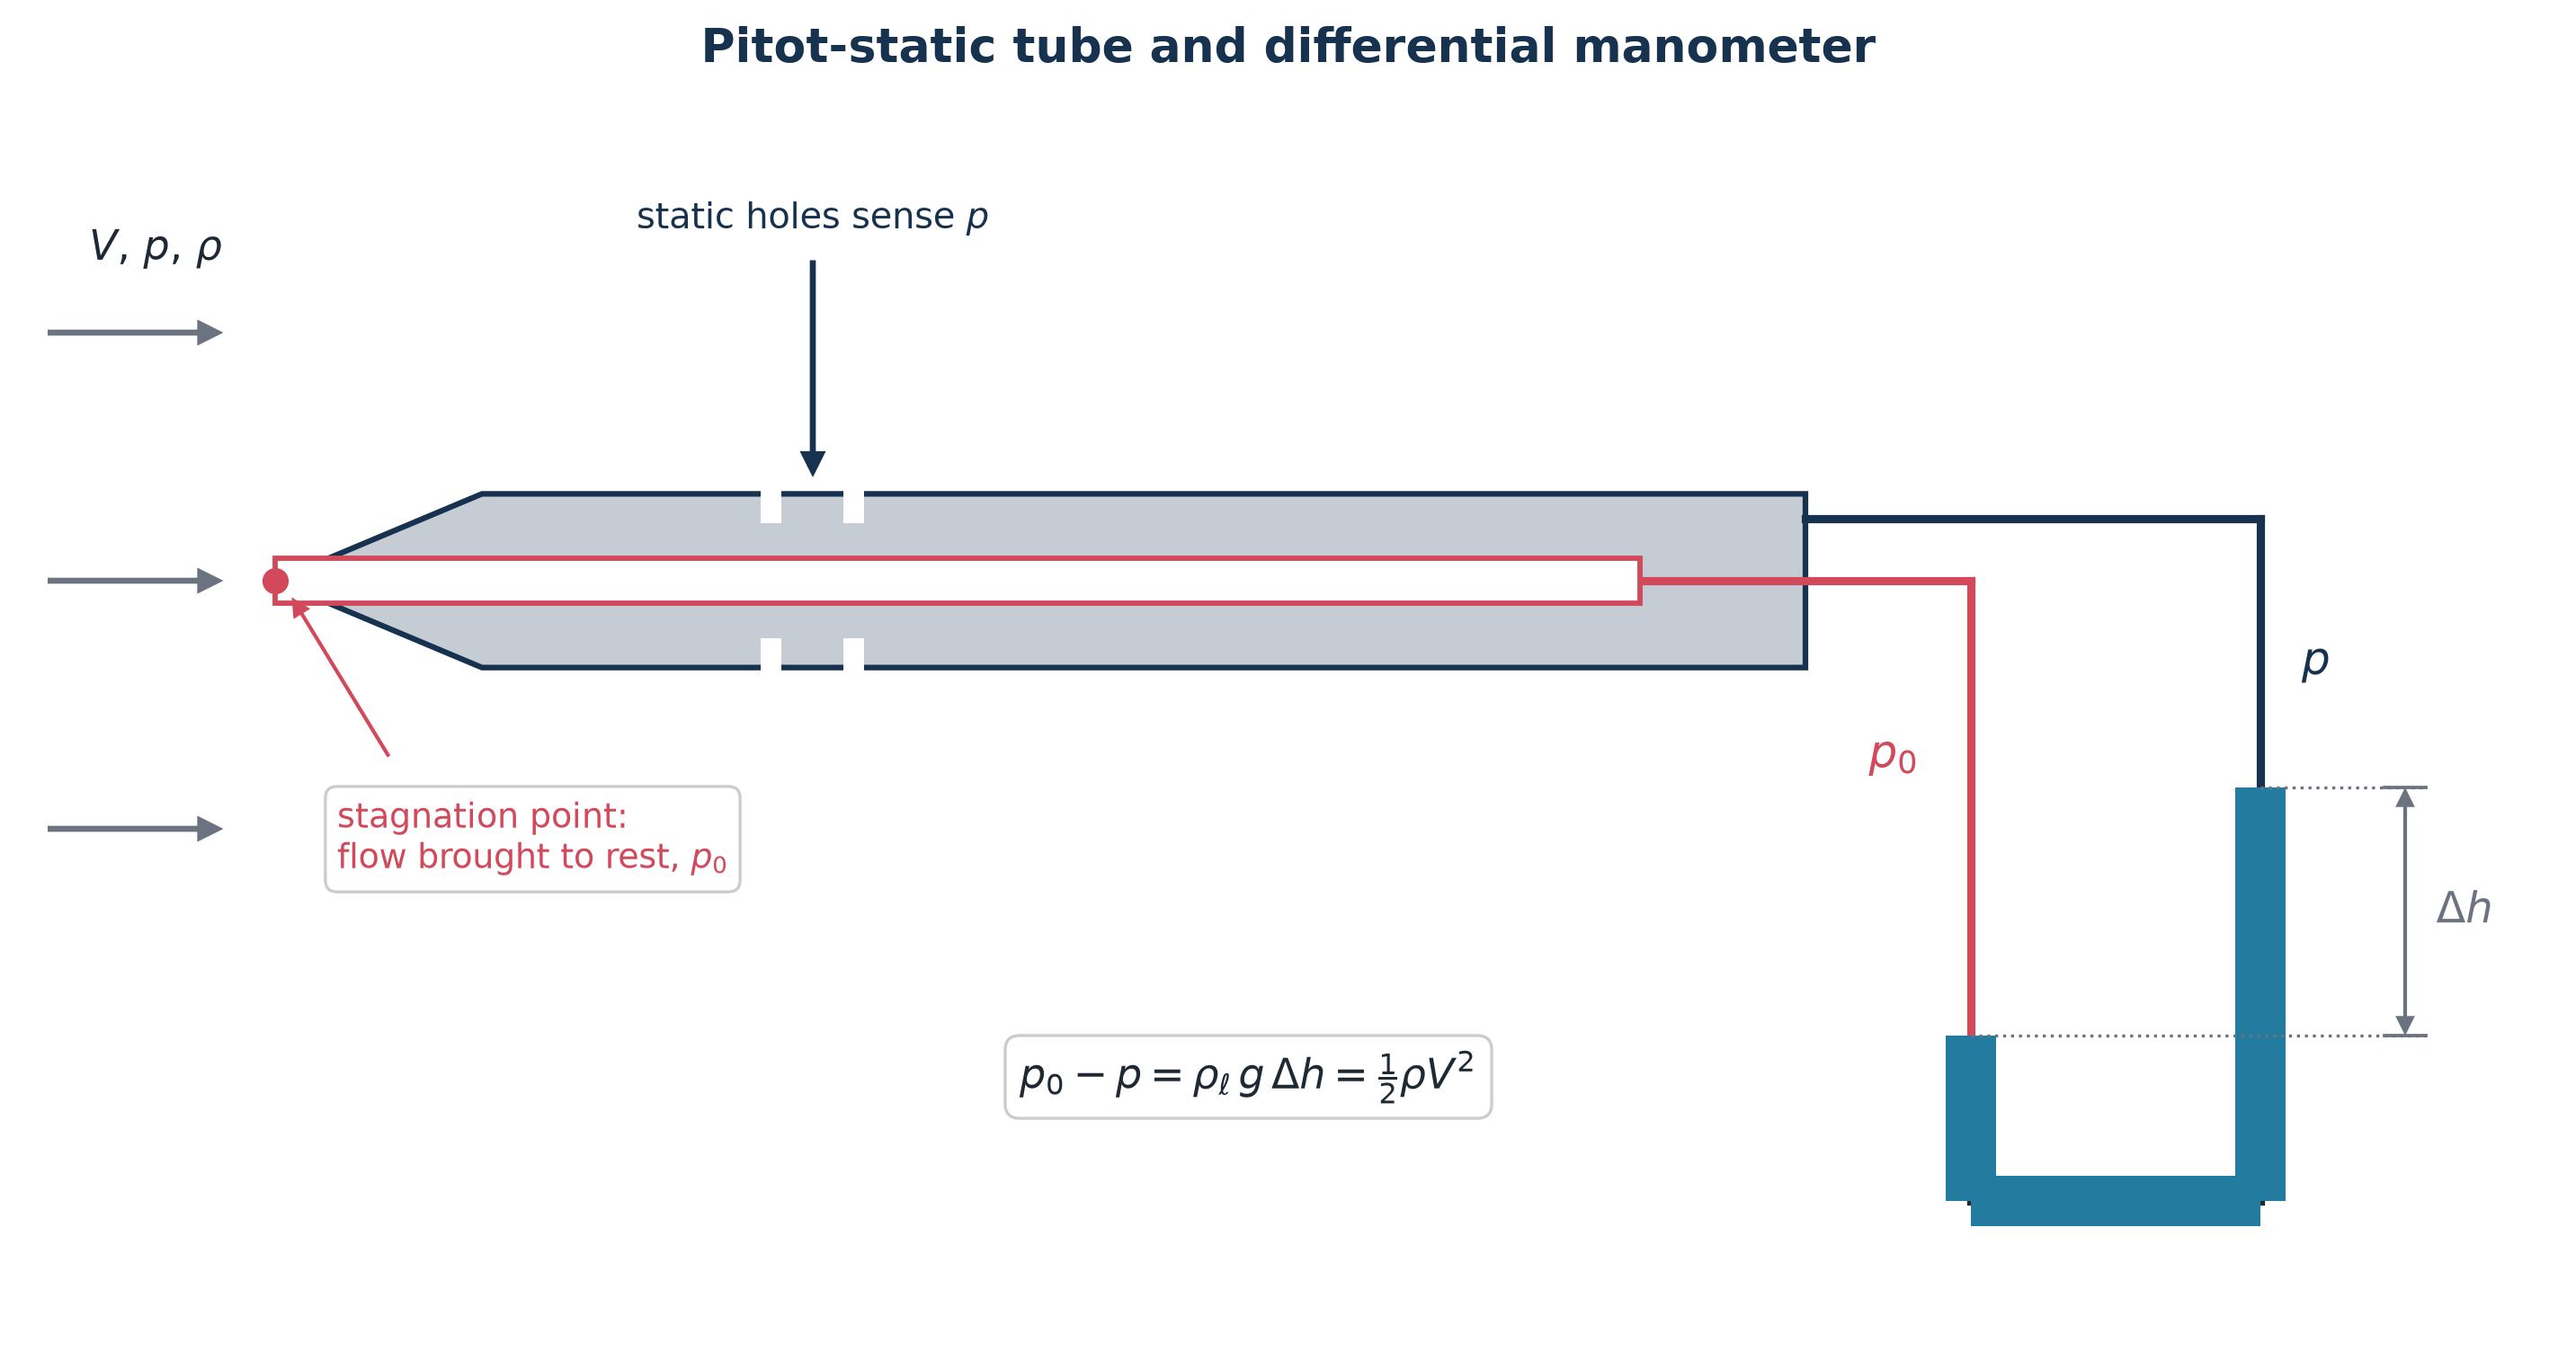 Pitot-static tube and differential manometer
static holes sense p
V, p, ρ
p
p₀
stagnation point:
flow brought to rest, p₀
Δh
p₀ − p = ρ_ℓ g Δh = ½ρV²